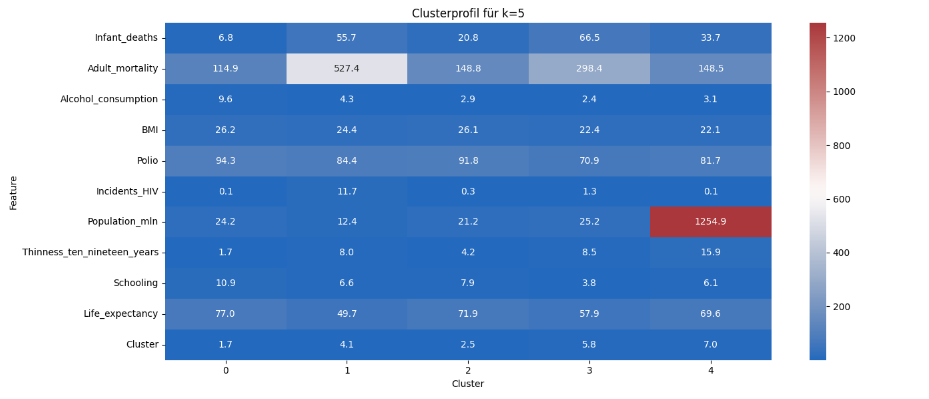 Clusterprofil für k=5
Infant_deaths 6.8 55.7 20.8 66.5 33.7
Adult_mortality 114.9 527.4 148.8 298.4 148.5
Alcohol_consumption 9.6 4.3 2.9 2.4 3.1
BMI 26.2 24.4 26.1 22.4 22.1
Polio 94.3 84.4 91.8 70.9 81.7
Incidents_HIV 0.1 11.7 0.3 1.3 0.1
Population_mln 24.2 12.4 21.2 25.2 1254.9
Thinness_ten_nineteen_years 1.7 8.0 4.2 8.5 15.9
Schooling 10.9 6.6 7.9 3.8 6.1
Life_expectancy 77.0 49.7 71.9 57.9 69.6
Cluster 1.7 4.1 2.5 5.8 7.0
0 1 2 3 4
Cluster
Feature
1200
1000
800
600
400
200